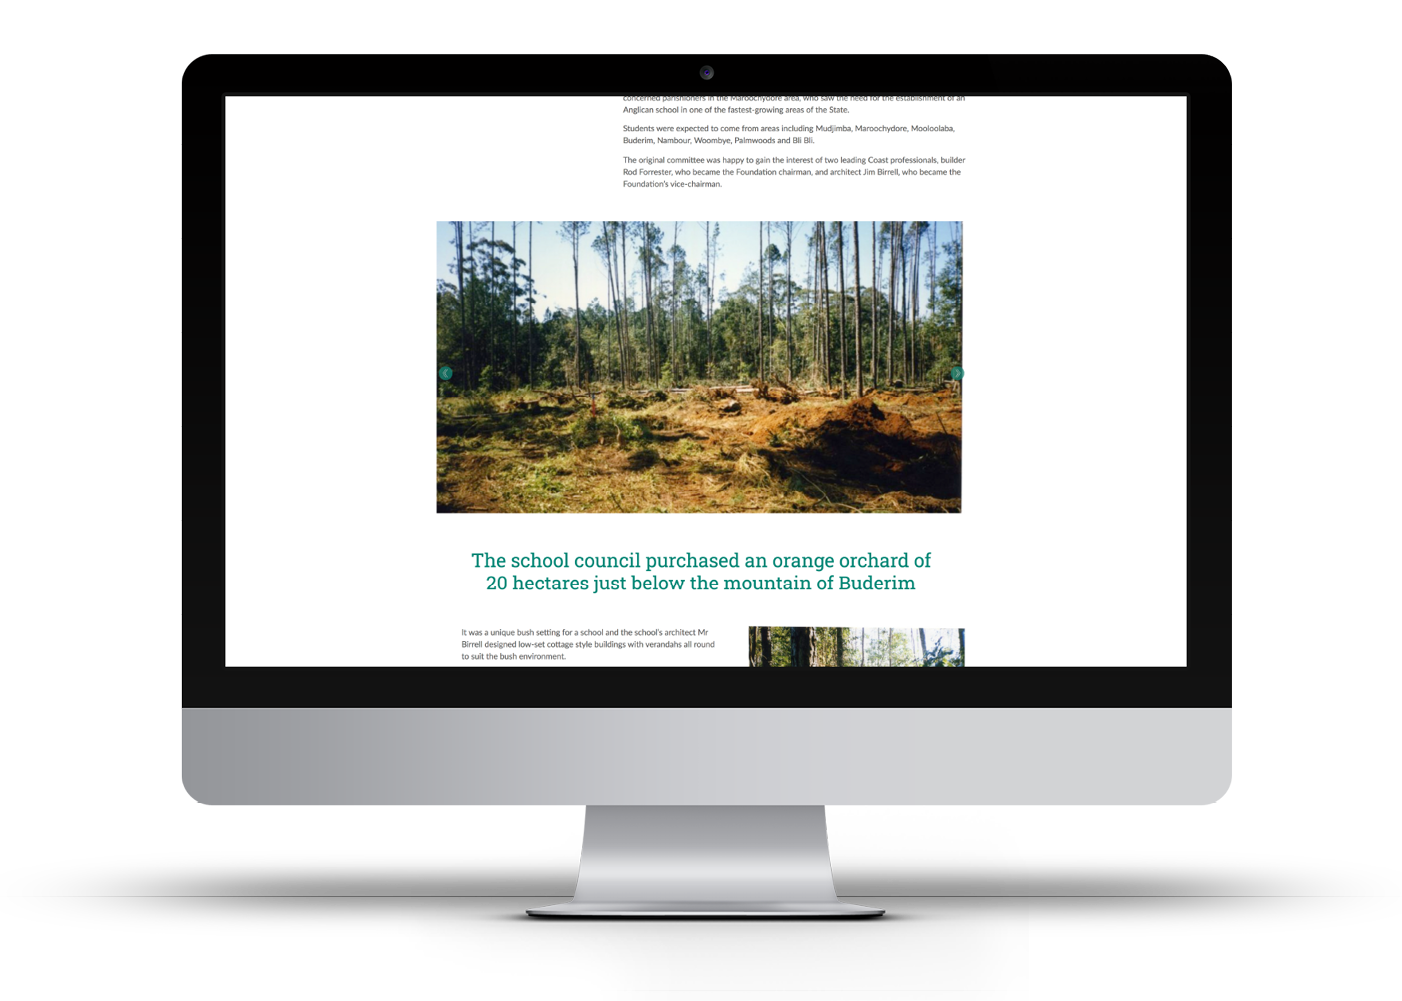 concerned parishioners in the Maroochydore area, who saw the need for the establishment of an
Anglican school in one of the fastest-growing areas of the State.
Students were expected to come from areas including Mudjimba, Maroochydore, Mooloolaba,
Buderim, Nambour, Woombye, Palmwoods and Bli Bli.
The original committee was happy to gain the interest of two leading Coast professionals, builder
Rod Forrester, who became the Foundation chairman, and architect Jim Birrell, who became the
Foundation's vice-chairman.
The school council purchased an orange orchard of
20 hectares just below the mountain of Buderim
It was a unique bush setting for a school and the school's architect Mr
Birrell designed low-set cottage style buildings with verandahs all round
to suit the bush environment.